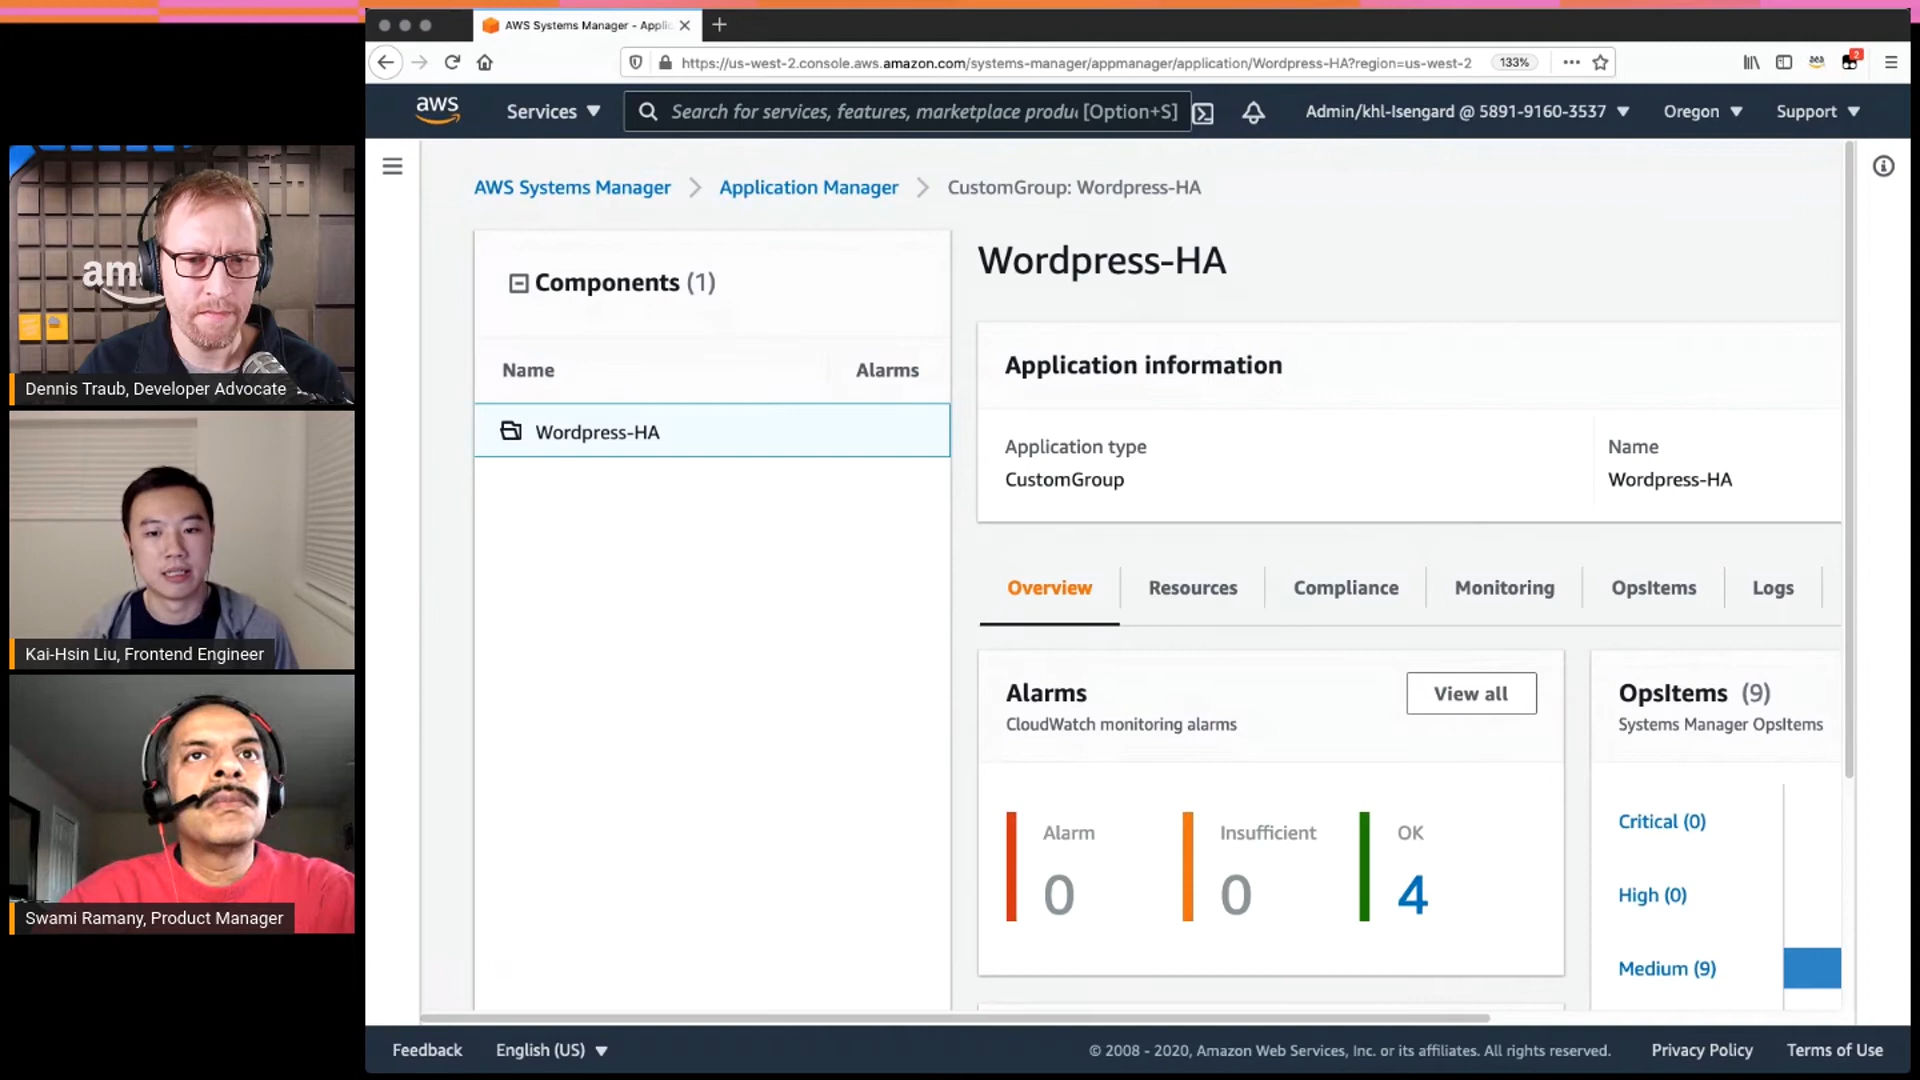 AWS Systems Manager - Applic
https://us-west-2.console.aws.amazon.com/systems-manager/appmanager/application/Wordpress-HA?region=us-west-2
133%
aws
2
aws
Services
Search for services, features, marketplace produ
[Option+S]
Admin/khl-Isengard @ 5891-9160-3537
Oregon
Support
AWS Systems Manager
Application Manager
CustomGroup: Wordpress-HA
Components (1)
Name
Alarms
Wordpress-HA
Wordpress-HA
Application information
Application type
CustomGroup
Name
Wordpress-HA
Overview
Resources
Compliance
Monitoring
OpsItems
Logs
Alarms
View all
CloudWatch monitoring alarms
Alarm
0
Insufficient
0
OK
4
OpsItems (9)
Systems Manager OpsItems
Critical (0)
High (0)
Medium (9)
am
Dennis Traub, Developer Advocate
Kai-Hsin Liu, Frontend Engineer
Swami Ramany, Product Manager
Feedback
English (US)
© 2008 - 2020, Amazon Web Services, Inc. or its affiliates. All rights reserved.
Privacy Policy
Terms of Use